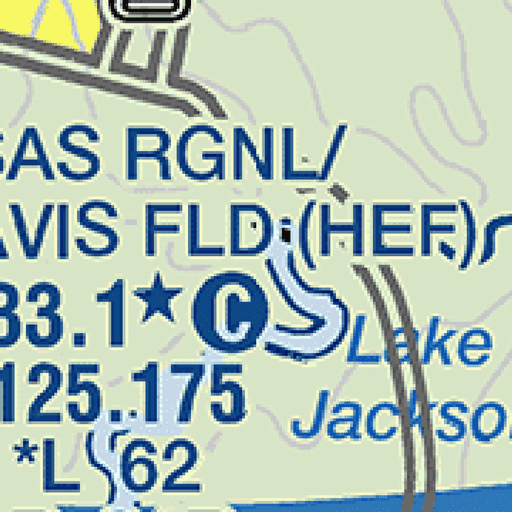 SAS RGNL/
AVIS FLD (HEF)
33.1★ C
125.175
*L 62
Lake
Jackso